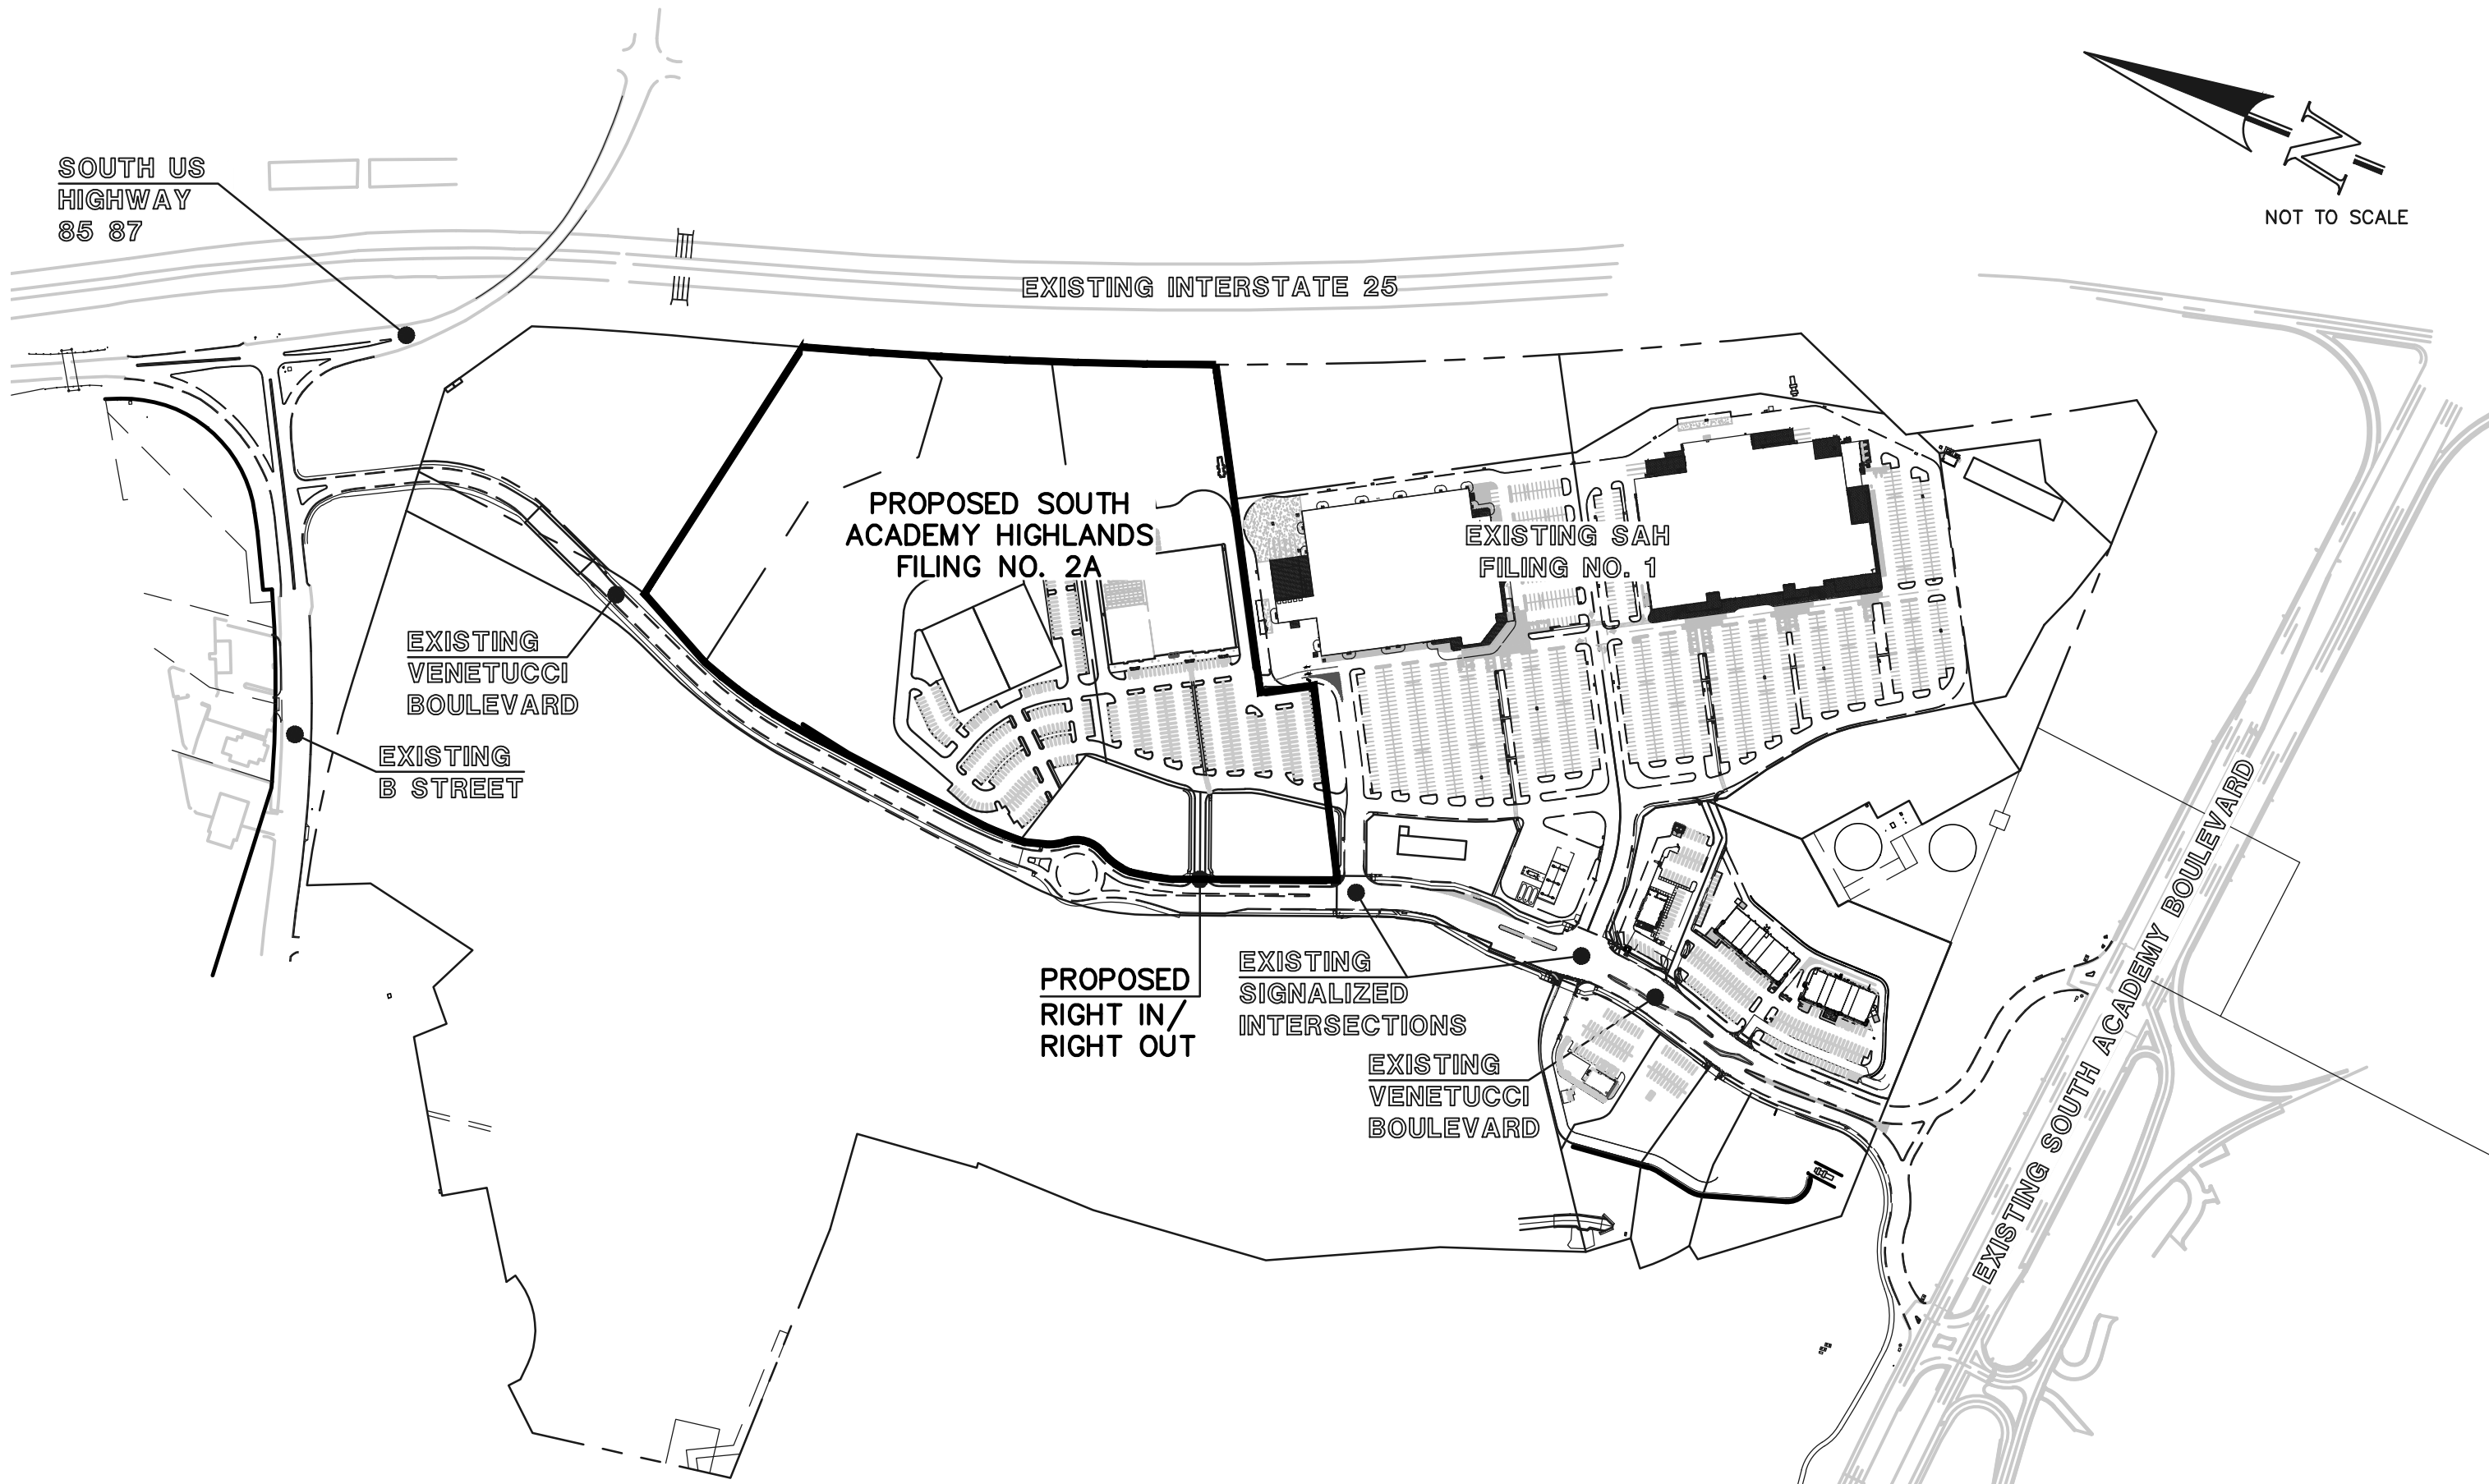 SOUTH US
HIGHWAY
85 87
N
NOT TO SCALE
EXISTING INTERSTATE 25
PROPOSED SOUTH
ACADEMY HIGHLANDS
FILING NO. 2A
EXISTING SAH
FILING NO. 1
EXISTING
VENETUCCI
BOULEVARD
EXISTING
B STREET
PROPOSED
RIGHT IN/
RIGHT OUT
EXISTING
SIGNALIZED
INTERSECTIONS
EXISTING
VENETUCCI
BOULEVARD
EXISTING SOUTH ACADEMY BOULEVARD